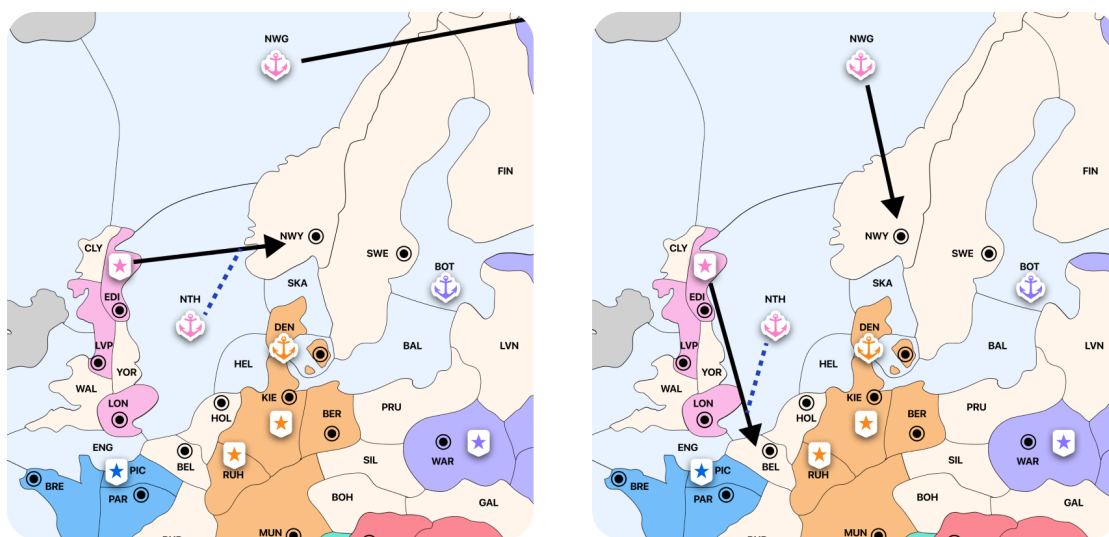 NWG
FIN
CLY
NWY
SWE
BOT
SKA
EDI
NTH
DEN
LVP
YOR
HEL
BAL
LVN
WAL
KIE
LON
HOL
BER
PRU
ENG
BEL
WAR
PIC
RUH
SIL
BRE
PAR
BOH
GAL
MUN
NWG
FIN
CLY
NWY
SWE
BOT
SKA
EDI
NTH
DEN
LVP
YOR
HEL
BAL
LVN
WAL
KIE
LON
HOL
BER
PRU
ENG
BEL
WAR
PIC
RUH
SIL
BRE
PAR
BOH
GAL
MUN